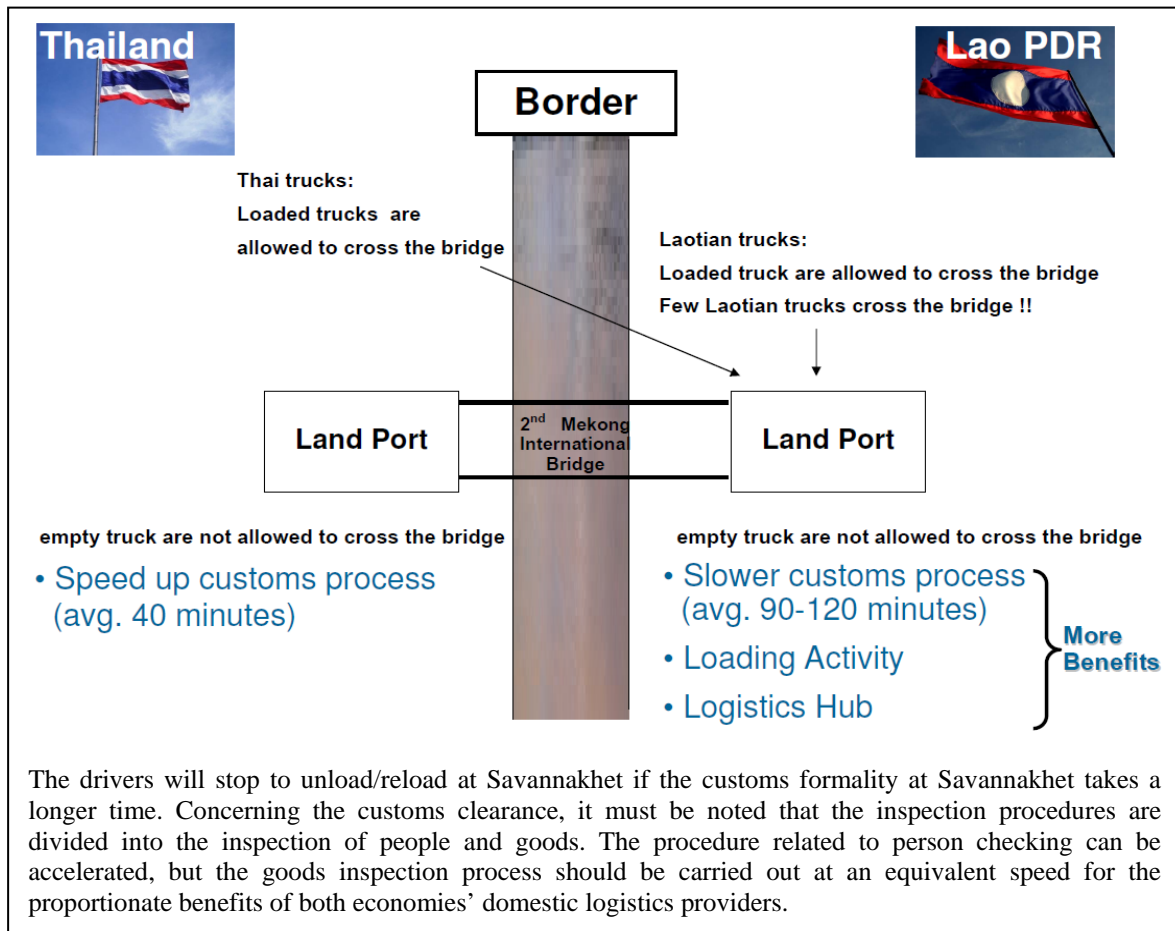 Thailand
Lao PDR
Border
Thai trucks:
Loaded trucks are
allowed to cross the bridge
Laotian trucks:
Loaded truck are allowed to cross the bridge
Few Laotian trucks cross the bridge !!
Land Port
2nd Mekong
International
Bridge
Land Port
empty truck are not allowed to cross the bridge
• Speed up customs process
(avg. 40 minutes)
empty truck are not allowed to cross the bridge
• Slower customs process
(avg. 90-120 minutes)
• Loading Activity
• Logistics Hub
More
Benefits
The drivers will stop to unload/reload at Savannakhet if the customs formality at Savannakhet takes a
longer time. Concerning the customs clearance, it must be noted that the inspection procedures are
divided into the inspection of people and goods. The procedure related to person checking can be
accelerated, but the goods inspection process should be carried out at an equivalent speed for the
proportionate benefits of both economies’ domestic logistics providers.